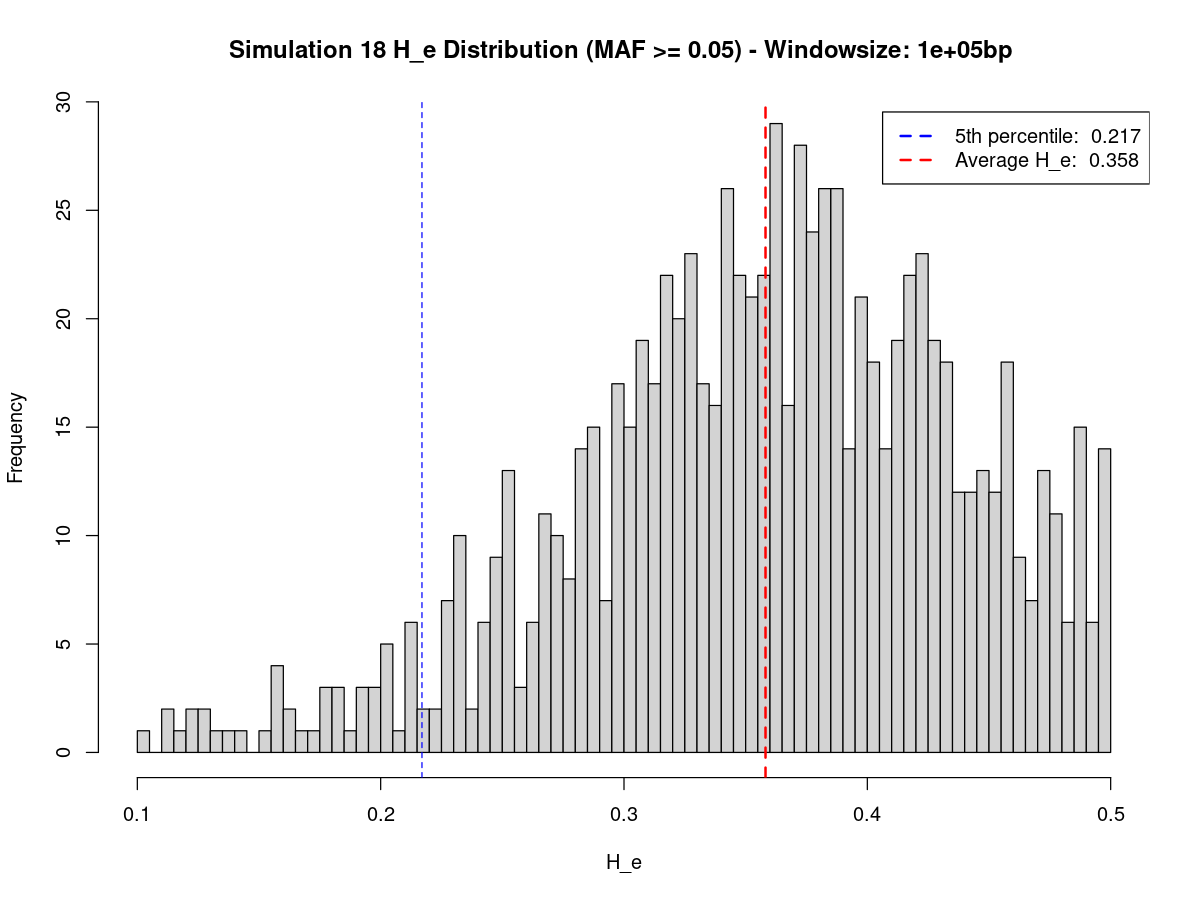 Simulation 18 H_e Distribution (MAF >= 0.05) - Windowsize: 1e+05bp
5th percentile:  0.217
Average H_e:  0.358
Frequency
30
25
20
15
10
5
0
0.1 0.2 0.3 0.4 0.5
H_e